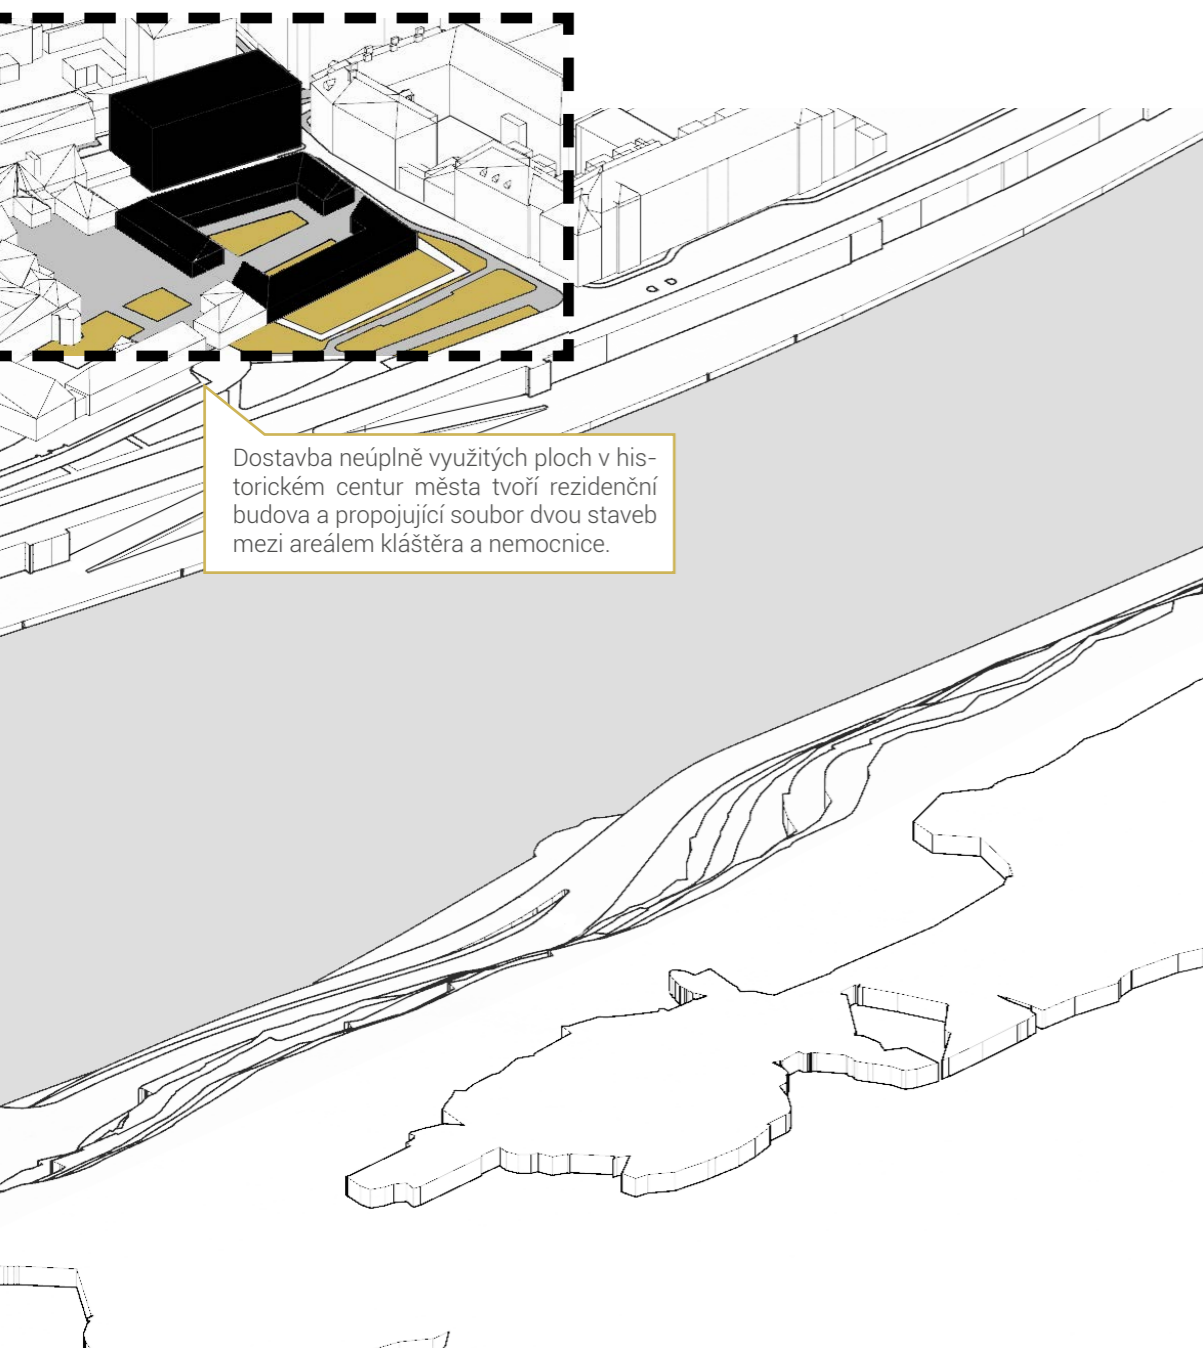 Dostavba neúplně využitých ploch v his-
torickém centur města tvoří rezidenční
budova a propojující soubor dvou staveb
mezi areálem kláštěra a nemocnice.